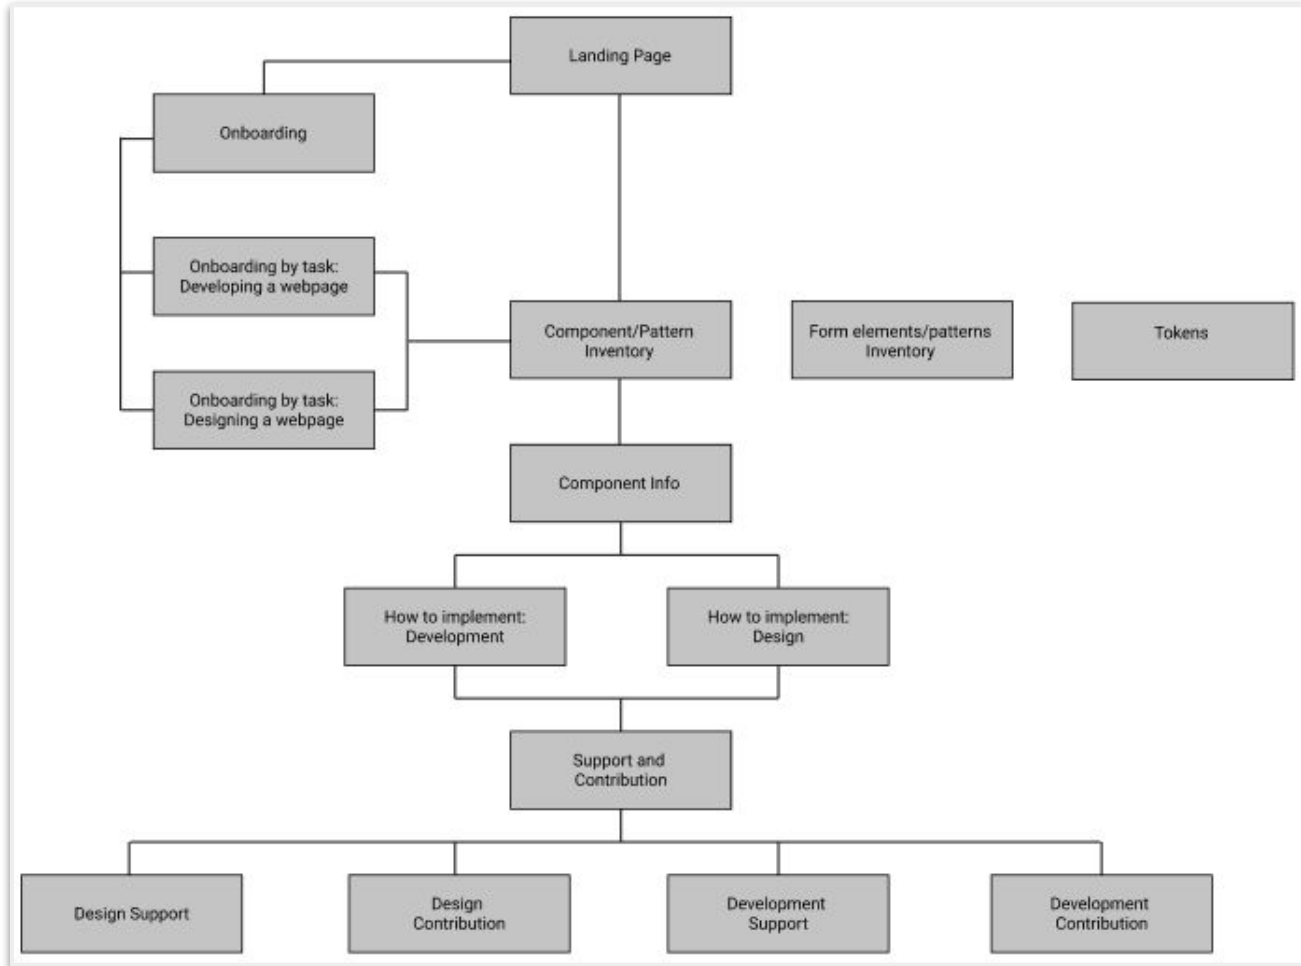 Landing Page
Onboarding
Onboarding by task:
Developing a webpage
Component/Pattern
Inventory
Form elements/patterns
Inventory
Tokens
Onboarding by task:
Designing a webpage
Component Info
How to implement:
Development
How to implement:
Design
Support and
Contribution
Design Support
Design
Contribution
Development
Support
Development
Contribution